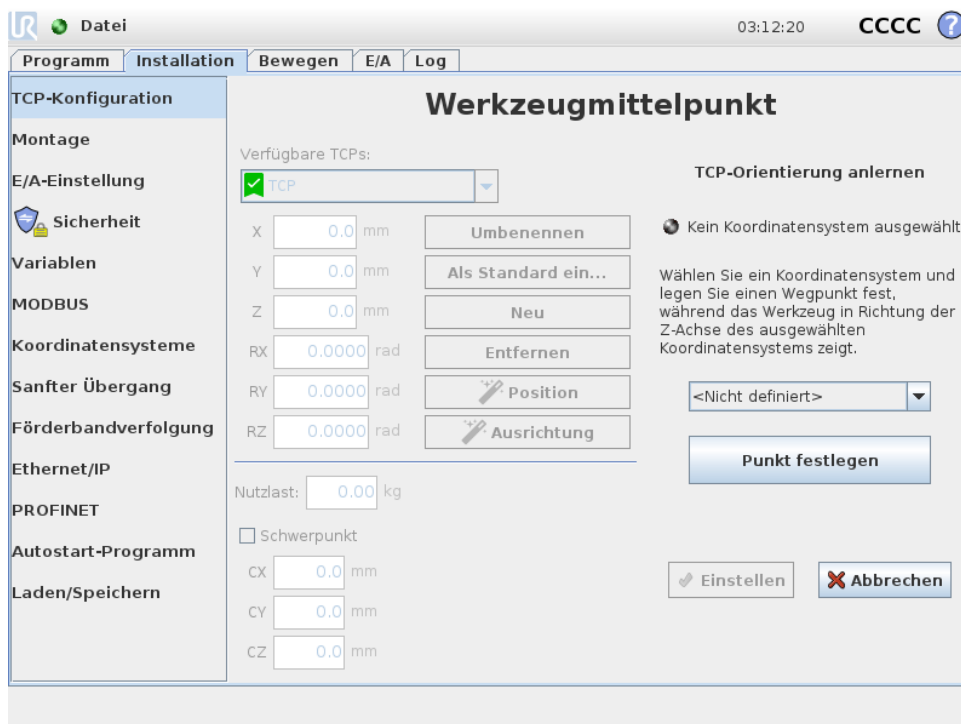 UR Datei 03:12:20 CCCC ?
Programm Installation Bewegen E/A Log
TCP-Konfiguration
Montage
E/A-Einstellung
Sicherheit
Variablen
MODBUS
Koordinatensysteme
Sanfter Übergang
Förderbandverfolgung
Ethernet/IP
PROFINET
Autostart-Programm
Laden/Speichern
Werkzeugmittelpunkt
Verfügbare TCPs:
TCP
X 0.0 mm Umbenennen
Y 0.0 mm Als Standard ein...
Z 0.0 mm Neu
RX 0.0000 rad Entfernen
RY 0.0000 rad Position
RZ 0.0000 rad Ausrichtung
Nutzlast: 0.00 kg
Schwerpunkt
CX 0.0 mm
CY 0.0 mm
CZ 0.0 mm
TCP-Orientierung anlernen
Kein Koordinatensystem ausgewählt
Wählen Sie ein Koordinatensystem und
legen Sie einen Wegpunkt fest,
während das Werkzeug in Richtung der
Z-Achse des ausgewählten
Koordinatensystems zeigt.
<Nicht definiert>
Punkt festlegen
Einstellen Abbrechen